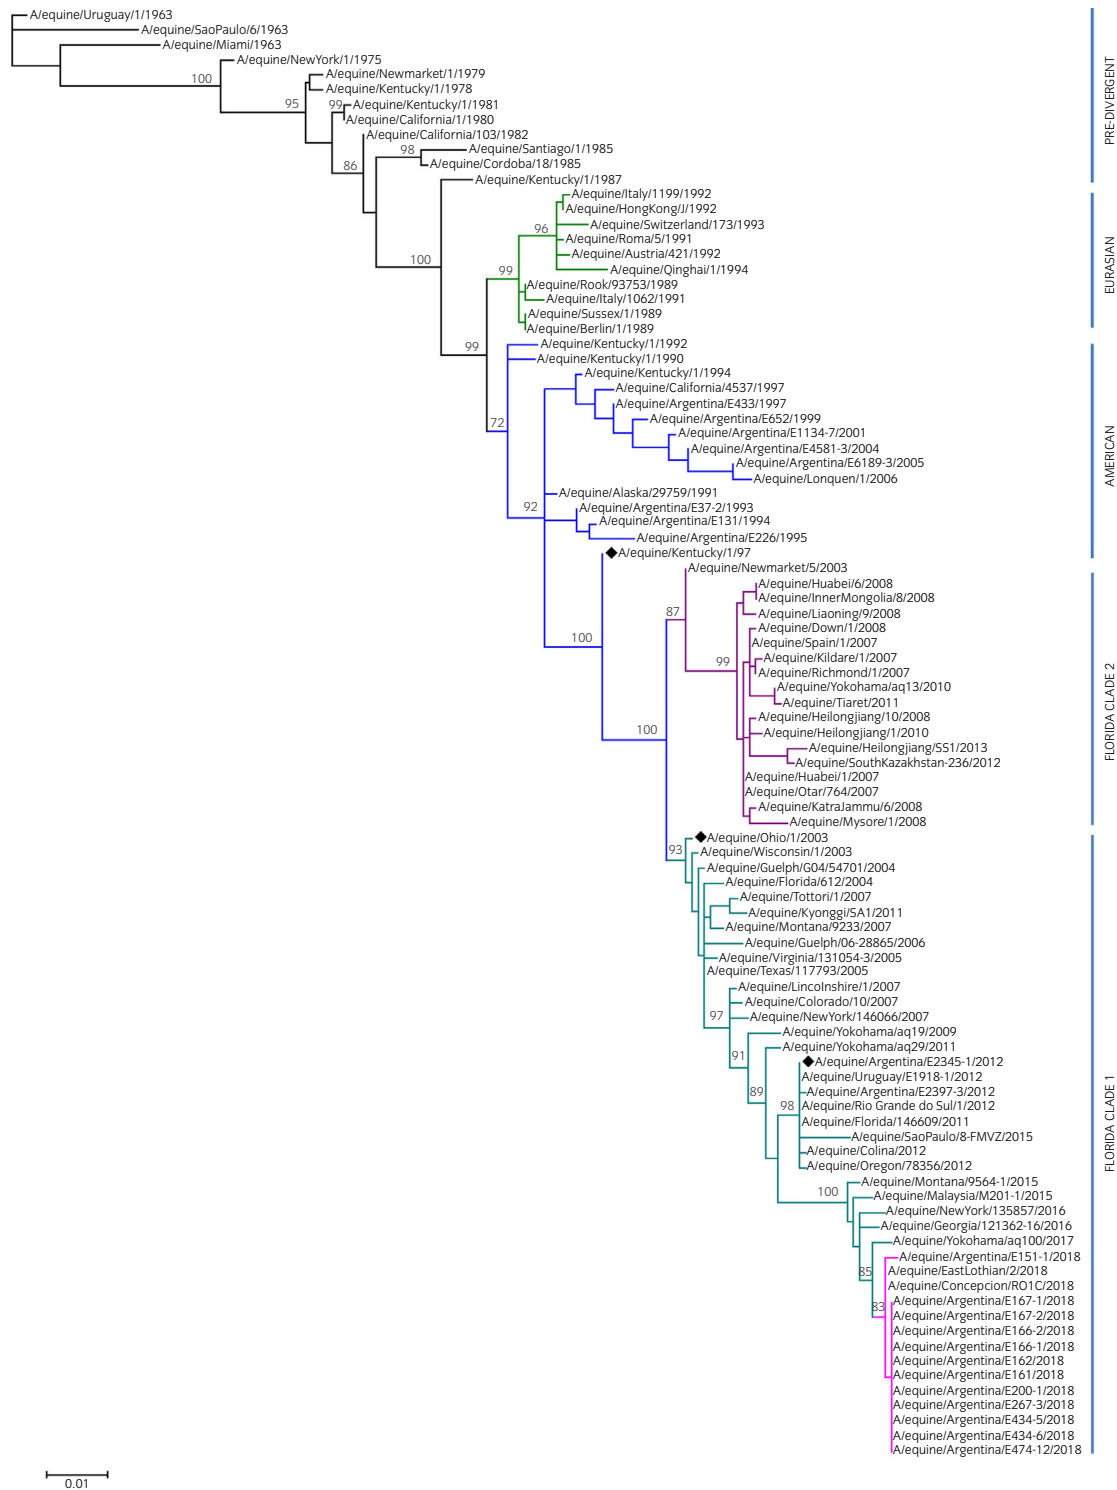 A/equine/Uruguay/1/1963
A/equine/SaoPaulo/6/1963
A/equine/Miami/1963
A/equine/NewYork/1/1975
A/equine/Newmarket/1/1979
100
A/equine/Kentucky/1/1978
95
99
A/equine/Kentucky/1/1981
A/equine/California/1/1980
A/equine/California/103/1982
98
A/equine/Santiago/1/1985
86
A/equine/Cordoba/18/1985
A/equine/Kentucky/1/1987
PRE-DIVERGENT
A/equine/Italy/1199/1992
A/equine/HongKong/J/1992
A/equine/Switzerland/173/1993
96
A/equine/Roma/5/1991
A/equine/Austria/421/1992
100
A/equine/Qinghai/1/1994
99
A/equine/Rook/93753/1989
A/equine/Italy/1062/1991
A/equine/Sussex/1/1989
A/equine/Berlin/1/1989
EURASIAN
99
A/equine/Kentucky/1/1992
A/equine/Kentucky/1/1990
A/equine/Kentucky/1/1994
A/equine/California/4537/1997
A/equine/Argentina/E433/1997
72
A/equine/Argentina/E652/1999
A/equine/Argentina/E1134-7/2001
A/equine/Argentina/E4581-3/2004
A/equine/Argentina/E6189-3/2005
A/equine/Lonquen/1/2006
A/equine/Alaska/29759/1991
92
A/equine/Argentina/E37-2/1993
A/equine/Argentina/E131/1994
A/equine/Argentina/E226/1995
A/equine/Kentucky/1/97
AMERICAN
A/equine/Newmarket/5/2003
A/equine/Huabei/6/2008
A/equine/InnerMongolia/8/2008
87
A/equine/Liaoning/9/2008
A/equine/Down/1/2008
100
A/equine/Spain/1/2007
99
A/equine/Kildare/1/2007
A/equine/Richmond/1/2007
A/equine/Yokohama/aq13/2010
A/equine/Tiaret/2011
A/equine/Heilongjiang/10/2008
100
A/equine/Heilongjiang/1/2010
A/equine/Heilongjiang/SS1/2013
A/equine/SouthKazakhstan-236/2012
A/equine/Huabei/1/2007
A/equine/Otar/764/2007
A/equine/KatraJammu/6/2008
A/equine/Mysore/1/2008
FLORIDA CLADE 2
A/equine/Ohio/1/2003
93
A/equine/Wisconsin/1/2003
A/equine/Guelph/G04/54701/2004
A/equine/Florida/612/2004
A/equine/Tottori/1/2007
A/equine/Kyonggi/SA1/2011
A/equine/Montana/9233/2007
A/equine/Guelph/06-28865/2006
A/equine/Virginia/131054-3/2005
A/equine/Texas/117793/2005
A/equine/Lincolnshire/1/2007
A/equine/Colorado/10/2007
97
A/equine/NewYork/146066/2007
A/equine/Yokohama/aq19/2009
91
A/equine/Yokohama/aq29/2011
A/equine/Argentina/E2345-1/2012
A/equine/Uruguay/E1918-1/2012
89
A/equine/Argentina/E2397-3/2012
98
A/equine/Rio Grande do Sul/1/2012
A/equine/Florida/146609/2011
A/equine/SaoPaulo/8-FMVZ/2015
A/equine/Colina/2012
A/equine/Oregon/78356/2012
100
A/equine/Montana/9564-1/2015
A/equine/Malaysia/M201-1/2015
A/equine/NewYork/135857/2016
A/equine/Georgia/121362-16/2016
A/equine/Yokohama/aq100/2017
A/equine/Argentina/E151-1/2018
85
A/equine/EastLothian/2/2018
A/equine/Concepcion/RO1C/2018
83
A/equine/Argentina/E167-1/2018
A/equine/Argentina/E167-2/2018
A/equine/Argentina/E166-2/2018
A/equine/Argentina/E166-1/2018
A/equine/Argentina/E162/2018
A/equine/Argentina/E161/2018
A/equine/Argentina/E200-1/2018
A/equine/Argentina/E267-3/2018
A/equine/Argentina/E434-5/2018
A/equine/Argentina/E434-6/2018
A/equine/Argentina/E474-12/2018
FLORIDA CLADE 1
0.01